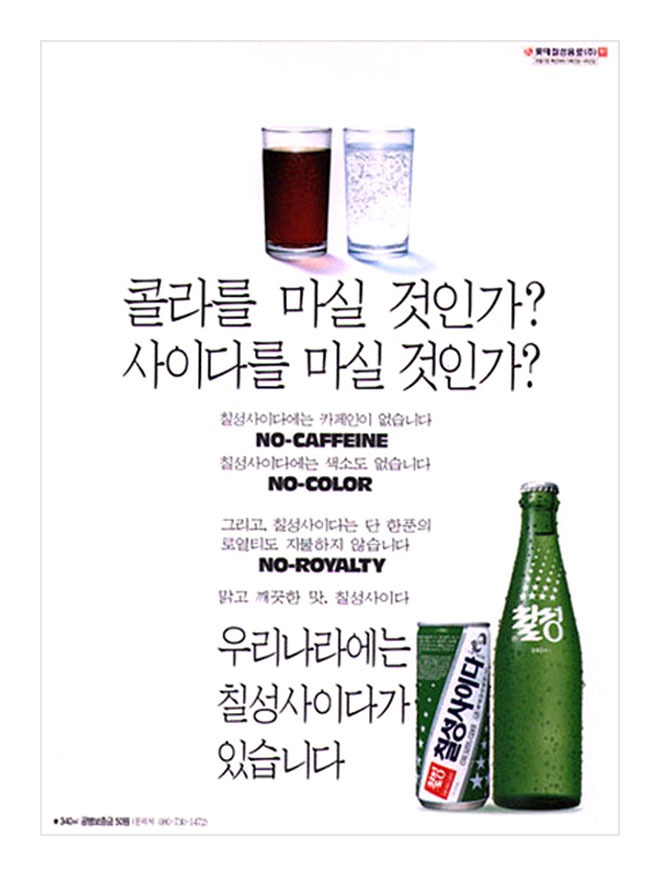 롯데칠성음료(주)
콜라를 마실 것인가?
사이다를 마실 것인가?
칠성사이다에는 카페인이 없습니다
NO-CAFFEINE
칠성사이다에는 색소도 없습니다
NO-COLOR
그리고, 칠성사이다는 단 한푼의
로열티도 지불하지 않습니다
NO-ROYALTY
맑고 깨끗한 맛, 칠성사이다
우리나라에는
칠성사이다가
있습니다
칠성
340㎖
칠성사이다
칠성
★340㎖ 공병보증금 50원 (문의처 080-730-1472)